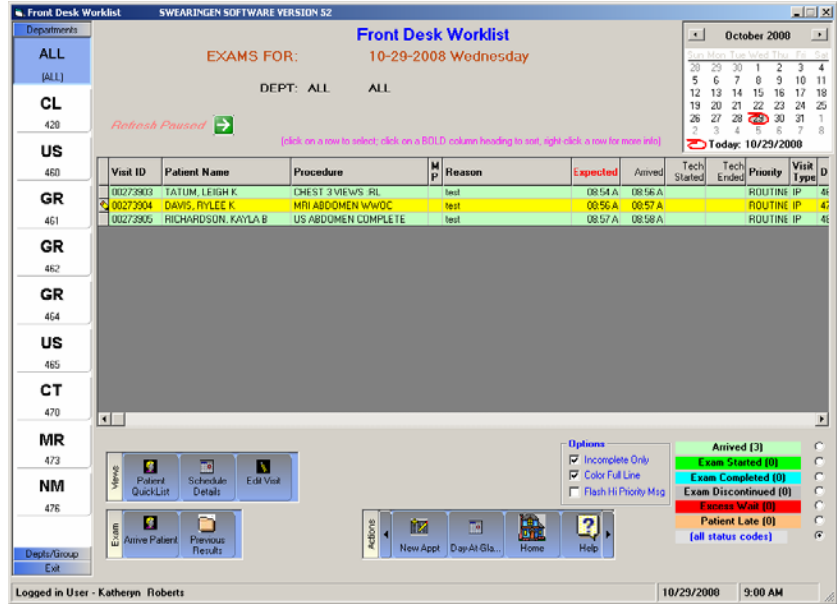 Front Desk Worklist SWEARINGEN SOFTWARE VERSION 52
Departments
ALL
(ALL)
CL
428
US
460
GR
461
GR
462
GR
464
US
465
CT
470
MR
473
NM
476
Depts/Group
Exit
Front Desk Worklist
EXAMS FOR: 10-29-2008 Wednesday
DEPT: ALL ALL
Refresh Paused
(click on a row to select; click on a BOLD column heading to sort, right-click a row for more info)
October 2008
Sun Mon Tue Wed Thu Fri Sat
28 29 30 1 2 3 4
5 6 7 8 9 10 11
12 13 14 15 16 17 18
19 20 21 22 23 24 25
26 27 28 29 30 31 1
2 3 4 5 6 7 8
Today: 10/29/2008
Visit ID Patient Name Procedure MP Reason Expected Arrived Tech Started Tech Ended Priority Visit Type D
00273903 TATUM, LEIGH K CHEST 3 VIEWS :RL test 08:54 A 08:56 A ROUTINE IP 46
00273904 DAVIS, RYLEE K MRI ABDOMEN WWOC test 08:56 A 08:57 A ROUTINE IP 47
00273905 RICHARDSON, KAYLA B US ABDOMEN COMPLETE test 08:57 A 08:58 A ROUTINE IP 46
Views
Patient QuickList
Schedule Details
Edit Visit
Exam
Arrive Patient
Previous Results
Actions
New Appt
Day-At-Gla...
Home
Help
Options
Incomplete Only
Color Full Line
Flash Hi Priority Msg
Arrived (3)
Exam Started (0)
Exam Completed (0)
Exam Discontinued (0)
Excess Wait (0)
Patient Late (0)
(all status codes)
Logged in User - Katheryn Roberts 10/29/2008 9:00 AM